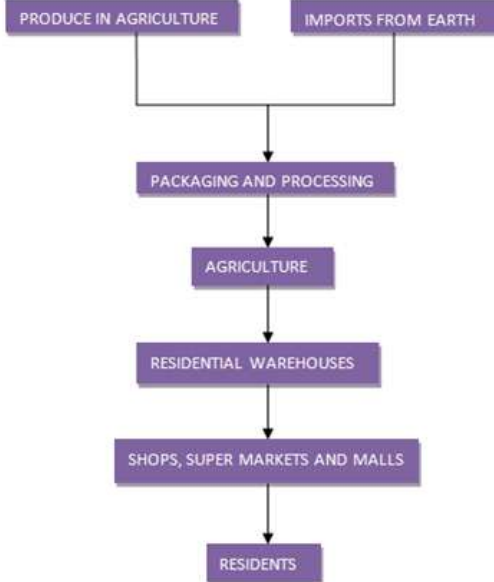 PRODUCE IN AGRICULTURE
IMPORTS FROM EARTH
PACKAGING AND PROCESSING
AGRICULTURE
RESIDENTIAL WAREHOUSES
SHOPS, SUPER MARKETS AND MALLS
RESIDENTS